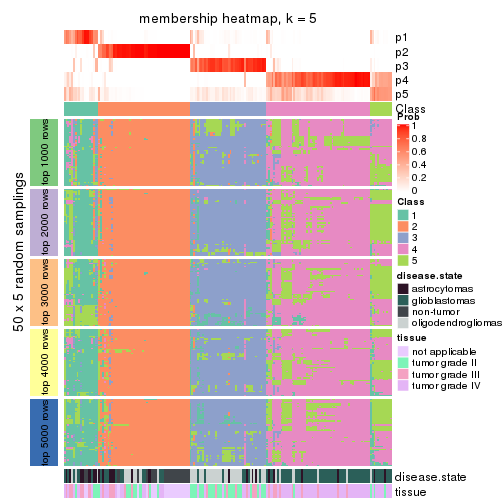 membership heatmap, k = 5
p1
p2
p3
p4
p5
Class
Prob
1
0.8
0.6
0.4
0.2
0
Class
1
2
3
4
5
disease.state
astrocytomas
glioblastomas
non-tumor
oligodendrogliomas
tissue
not applicable
tumor grade II
tumor grade III
tumor grade IV
50 x 5 random samplings
top 1000 rows
top 2000 rows
top 3000 rows
top 4000 rows
top 5000 rows
disease.state
tissue